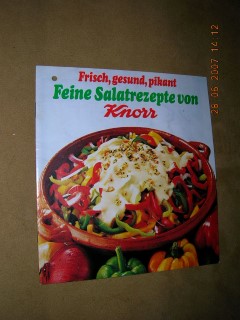 Frisch, gesund, pikant
Feine Salatrezepte von
Knorr
28 06 2007 14 12